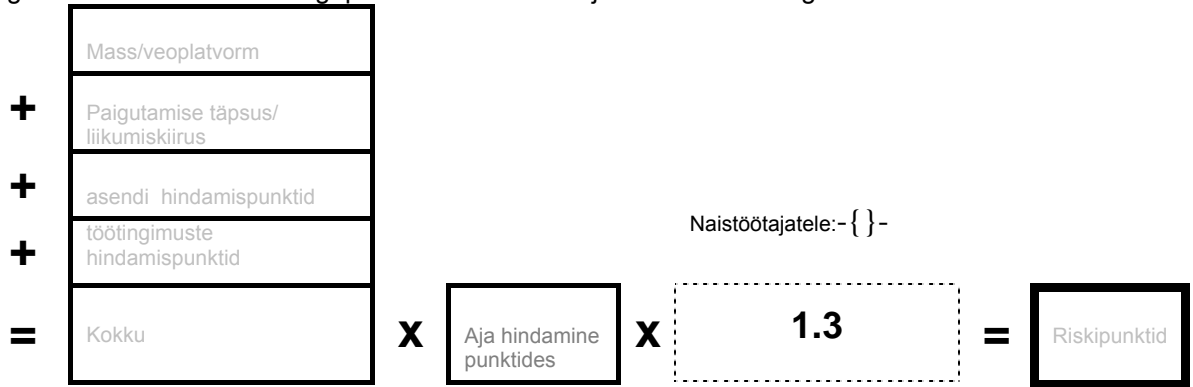 Mass/veoplatvorm
+ Paigutamise täpsus/
liikumiskiirus
+ asendi hindamispunktid
Naistöötajatele:-{}-
+ töötingimuste
hindamispunktid
= Kokku X Aja hindamine
punktides X 1.3 = Riskipunktid